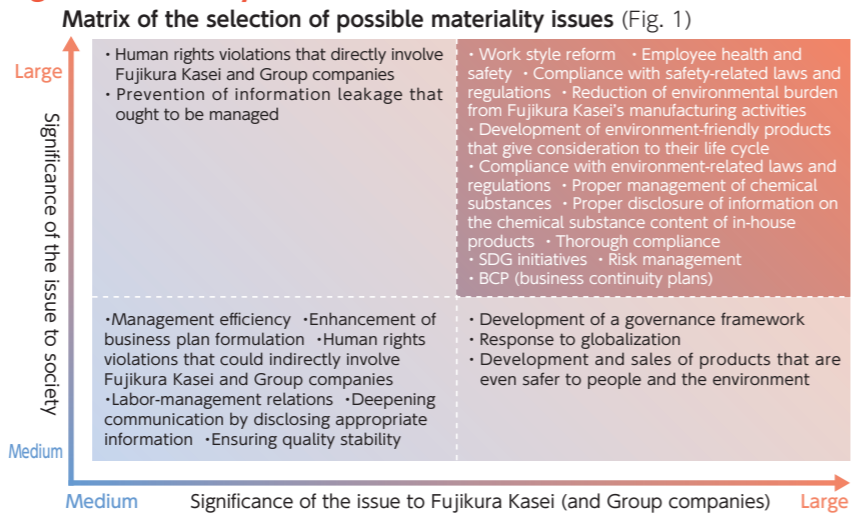 Matrix of the selection of possible materiality issues (Fig. 1)
Large
Significance of the issue to society
Medium
・Human rights violations that directly involve
Fujikura Kasei and Group companies
・Prevention of information leakage that
ought to be managed
・Work style reform ・Employee health and
safety ・Compliance with safety-related laws and
regulations ・Reduction of environmental burden
from Fujikura Kasei's manufacturing activities
・Development of environment-friendly products
that give consideration to their life cycle
・Compliance with environment-related laws and
regulations ・Proper management of chemical
substances ・Proper disclosure of information on
the chemical substance content of in-house
products ・Thorough compliance
・SDG initiatives ・Risk management
・BCP (business continuity plans)
・Management efficiency ・Enhancement of
business plan formulation ・Human rights
violations that could indirectly involve
Fujikura Kasei and Group companies
・Labor-management relations ・Deepening
communication by disclosing appropriate
information ・Ensuring quality stability
・Development of a governance framework
・Response to globalization
・Development and sales of products that are
even safer to people and the environment
Medium Significance of the issue to Fujikura Kasei (and Group companies) Large